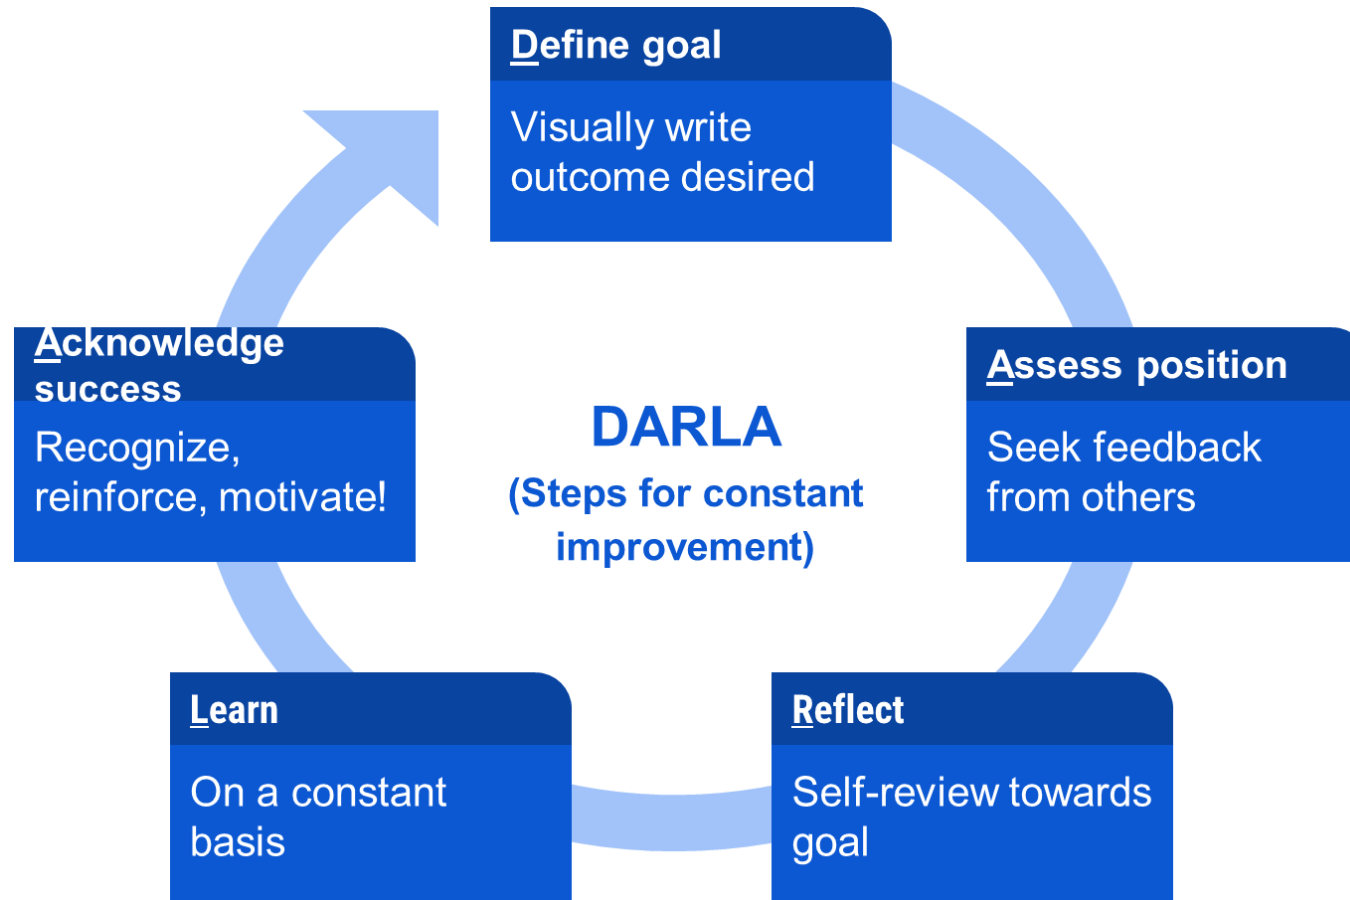 Define goal
Visually write
outcome desired
Assess position
Seek feedback
from others
Reflect
Self-review towards
goal
Learn
On a constant
basis
Acknowledge
success
Recognize,
reinforce, motivate!
DARLA
(Steps for constant
improvement)